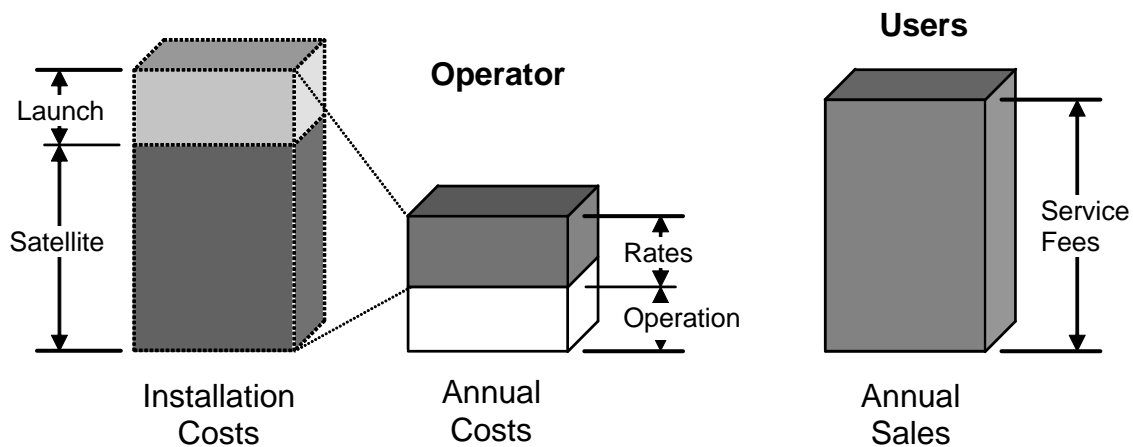 Users
Operator
Launch
Satellite
Rates
Operation
Service
Fees
Installation
Costs
Annual
Costs
Annual
Sales